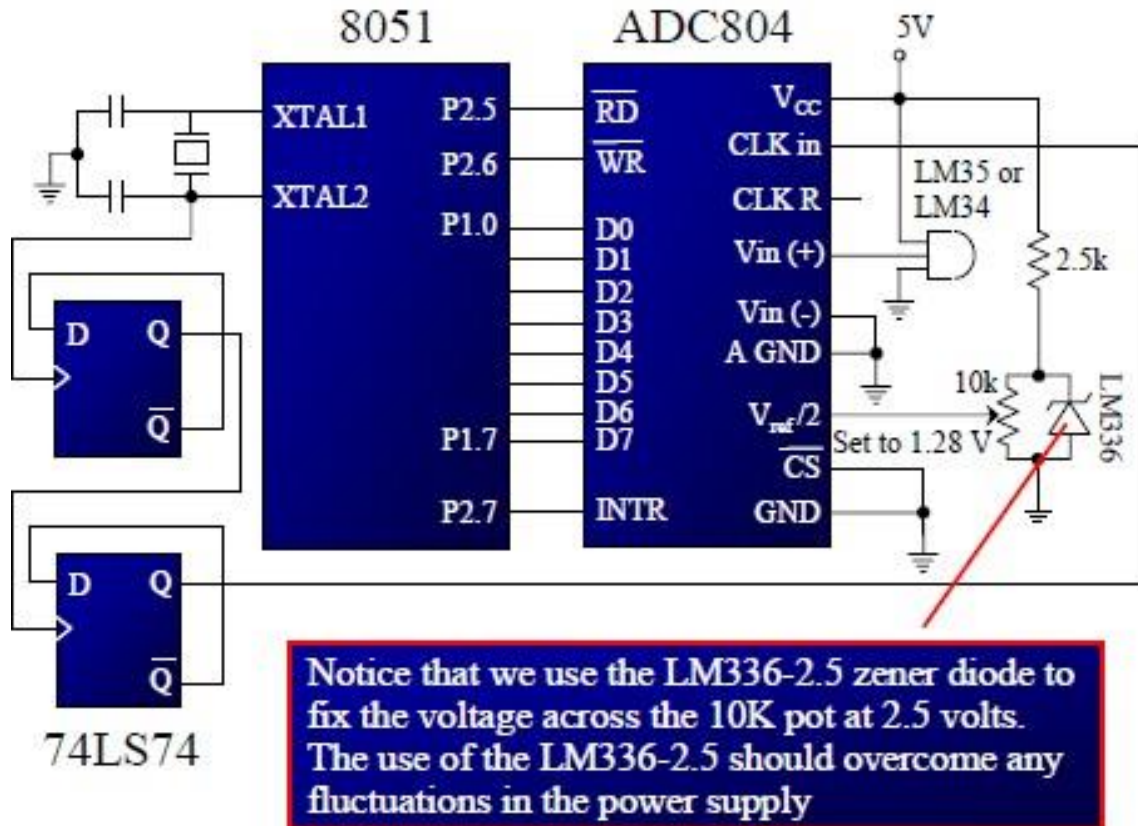 8051
ADC804
5V
XTAL1
XTAL2
P2.5
P2.6
P1.0
P1.7
P2.7
RD
WR
D0
D1
D2
D3
D4
D5
D6
D7
INTR
VCC
CLK in
CLK R
Vin (+)
Vin (-)
A GND
Vref/2
CS
GND
LM35 or
LM34
2.5k
10k
LM336
Set to 1.28 V
D Q
Q
D Q
Q
74LS74
Notice that we use the LM336-2.5 zener diode to
fix the voltage across the 10K pot at 2.5 volts.
The use of the LM336-2.5 should overcome any
fluctuations in the power supply